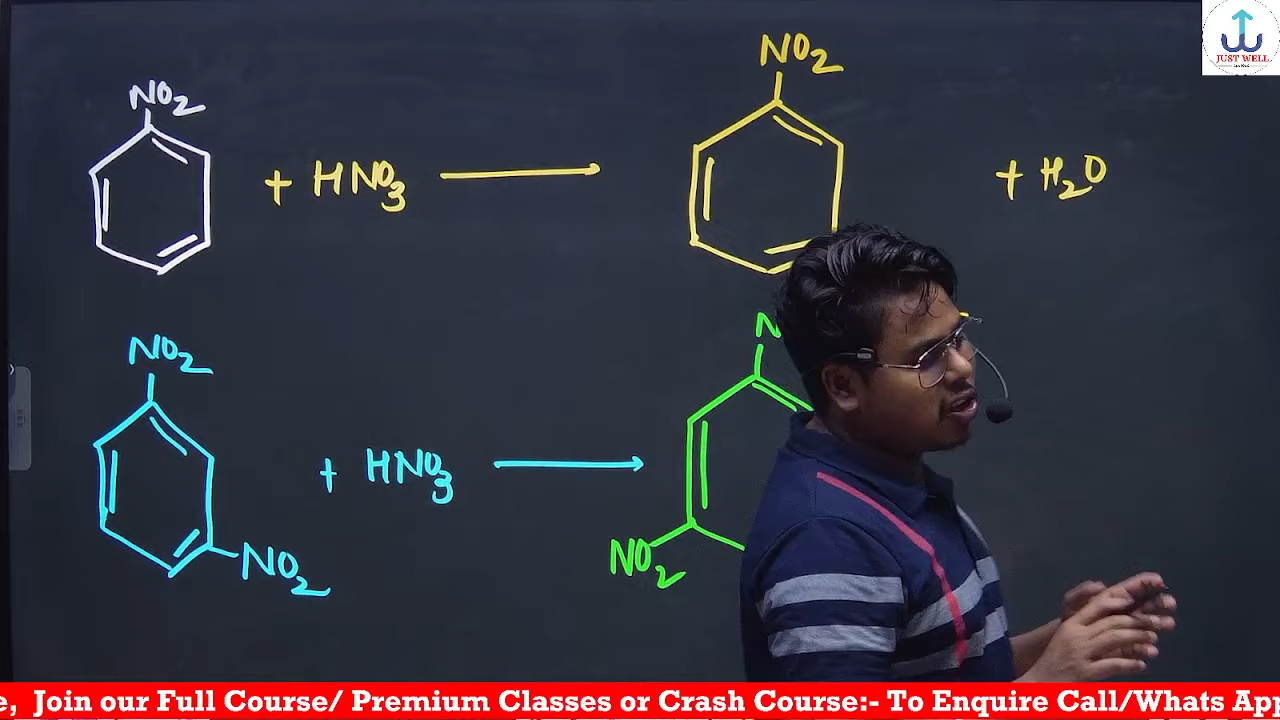 NO2
+ HNO3
NO2
+ H2O
NO2
NO2
+ HNO3
N
NO2
JUST WELL
e, Join our Full Course/ Premium Classes or Crash Course:- To Enquire Call/Whats App